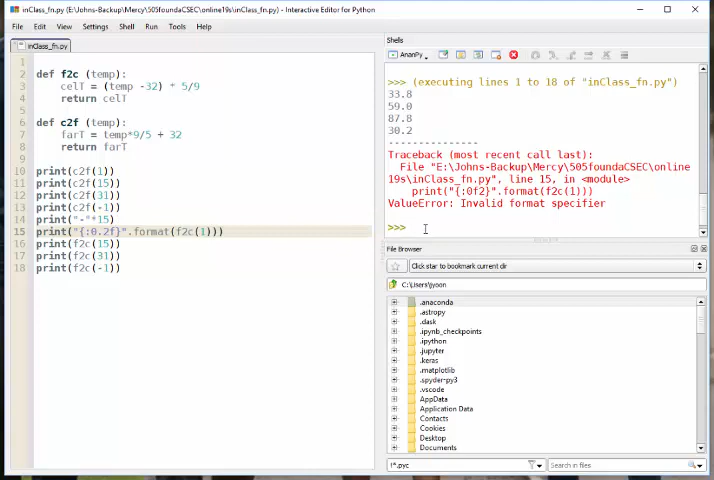 inClass_fn.py (E:\Johns-Backup\Mercy\505foundaCSEC\online19s\inClass_fn.py) - Interactive Editor for Python
File Edit View Settings Shell Run Tools Help
inClass_fn.py
1
2 def f2c (temp):
3 celT = (temp -32) * 5/9
4 return celT
5
6 def c2f (temp):
7 farT = temp*9/5 + 32
8 return farT
9
10 print(c2f(1))
11 print(c2f(15))
12 print(c2f(31))
13 print(c2f(-1))
14 print("-"*15)
15 print("{:0.2f}".format(f2c(1)))
16 print(f2c(15))
17 print(f2c(31))
18 print(f2c(-1))
Shells
AnanPy
>>> (executing lines 1 to 18 of "inClass_fn.py")
33.8
59.0
87.8
30.2
---------------
Traceback (most recent call last):
File "E:\Johns-Backup\Mercy\505foundaCSEC\online
19s\inClass_fn.py", line 15, in <module>
print("{:0f2}".format(f2c(1)))
ValueError: Invalid format specifier
>>>
File Browser
Click star to bookmark current dir
C:\Users\jyoon
.anaconda
.astropy
.dask
.ipynb_checkpoints
.ipython
.jupyter
.keras
.matplotlib
.spyder-py3
.vscode
AppData
Application Data
Contacts
Cookies
Desktop
Documents
!*.pyc
Search in files